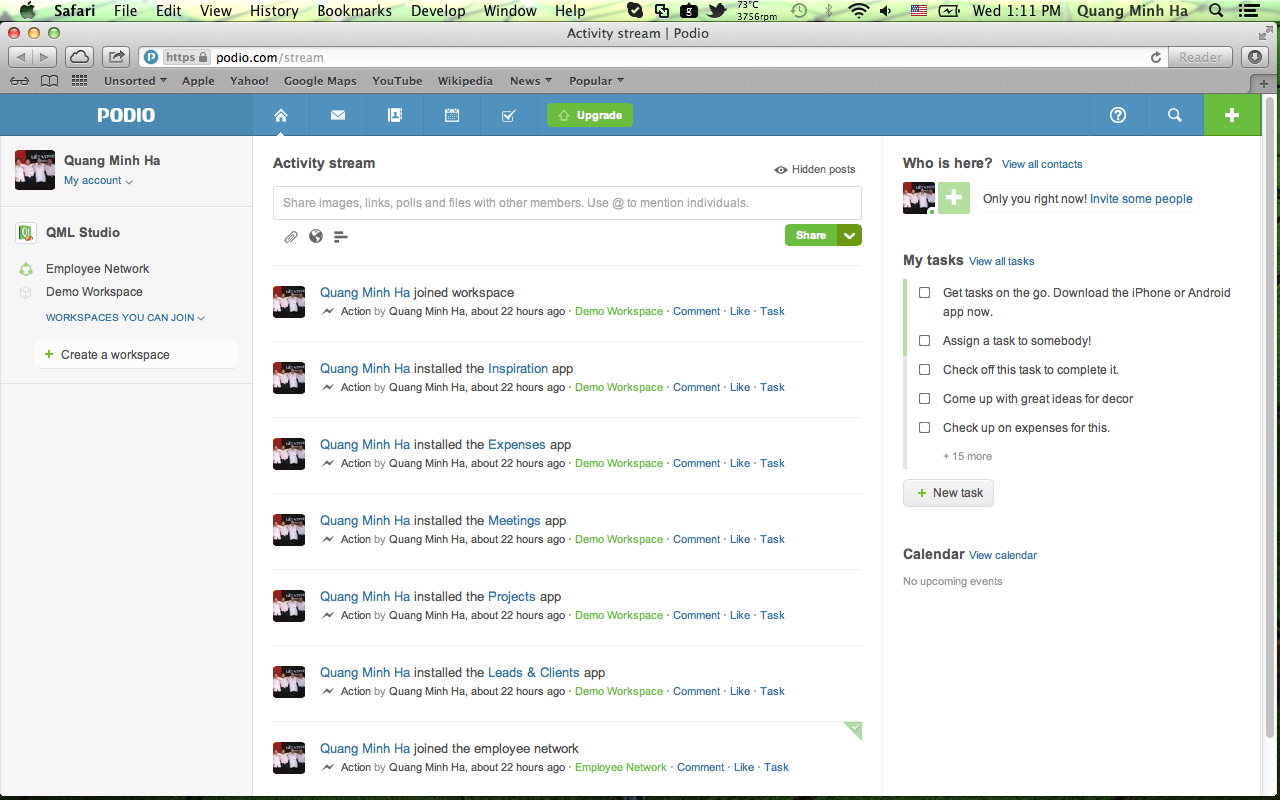 Safari File Edit View History Bookmarks Develop Window Help 73°C 3756rpm Wed 1:11 PM Quang Minh Ha
Activity stream | Podio
https podio.com/stream Reader
Unsorted Apple Yahoo! Google Maps YouTube Wikipedia News Popular
PODIO Upgrade
Quang Minh Ha
My account
QML Studio
Employee Network
Demo Workspace
WORKSPACES YOU CAN JOIN
+ Create a workspace
Activity stream
Hidden posts
Share images, links, polls and files with other members. Use @ to mention individuals.
Share
Quang Minh Ha joined workspace
Action by Quang Minh Ha, about 22 hours ago · Demo Workspace · Comment · Like · Task
Quang Minh Ha installed the Inspiration app
Action by Quang Minh Ha, about 22 hours ago · Demo Workspace · Comment · Like · Task
Quang Minh Ha installed the Expenses app
Action by Quang Minh Ha, about 22 hours ago · Demo Workspace · Comment · Like · Task
Quang Minh Ha installed the Meetings app
Action by Quang Minh Ha, about 22 hours ago · Demo Workspace · Comment · Like · Task
Quang Minh Ha installed the Projects app
Action by Quang Minh Ha, about 22 hours ago · Demo Workspace · Comment · Like · Task
Quang Minh Ha installed the Leads & Clients app
Action by Quang Minh Ha, about 22 hours ago · Demo Workspace · Comment · Like · Task
Quang Minh Ha joined the employee network
Action by Quang Minh Ha, about 22 hours ago · Employee Network · Comment · Like · Task
Who is here? View all contacts
Only you right now! Invite some people
My tasks View all tasks
Get tasks on the go. Download the iPhone or Android
app now.
Assign a task to somebody!
Check off this task to complete it.
Come up with great ideas for decor
Check up on expenses for this.
+ 15 more
+ New task
Calendar View calendar
No upcoming events